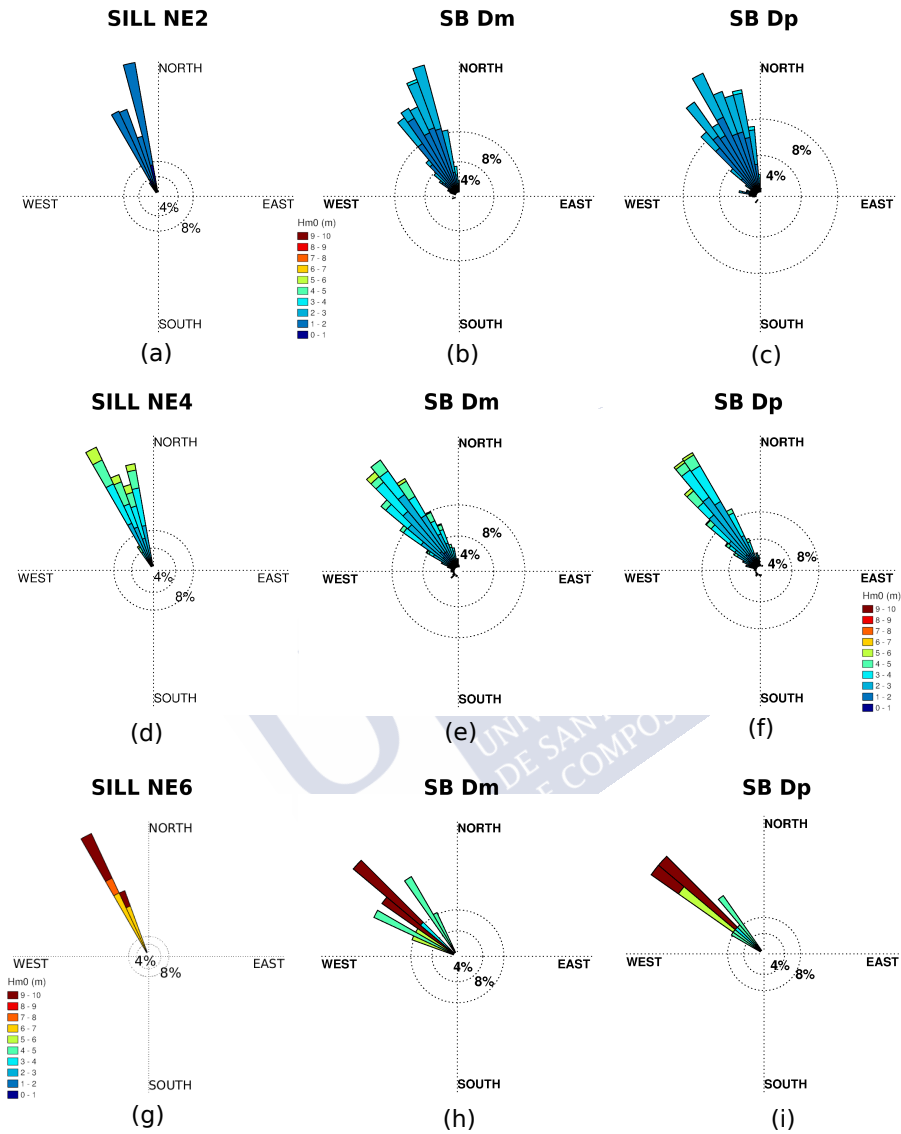 SILL NE2
SB Dm
SB Dp
NORTH
NORTH
NORTH
8%
8%
4%
4%
4%
8%
WEST
EAST
WEST
EAST
WEST
EAST
Hm0 (m)
9 - 10
8 - 9
7 - 8
6 - 7
5 - 6
4 - 5
3 - 4
2 - 3
1 - 2
0 - 1
SOUTH
SOUTH
SOUTH
(a)
(b)
(c)
SILL NE4
SB Dm
SB Dp
NORTH
NORTH
NORTH
8%
8%
4%
4%
4%
8%
WEST
EAST
WEST
EAST
WEST
EAST
Hm0 (m)
9 - 10
8 - 9
7 - 8
6 - 7
5 - 6
4 - 5
3 - 4
2 - 3
1 - 2
0 - 1
SOUTH
SOUTH
SOUTH
(d)
(e)
(f)
DE SANT
E COMPOS
SILL NE6
SB Dm
SB Dp
NORTH
NORTH
NORTH
4%
8%
4%
8%
4%
8%
WEST
EAST
WEST
EAST
WEST
EAST
Hm0 (m)
9 - 10
8 - 9
7 - 8
6 - 7
5 - 6
4 - 5
3 - 4
2 - 3
1 - 2
0 - 1
SOUTH
SOUTH
SOUTH
(g)
(h)
(i)